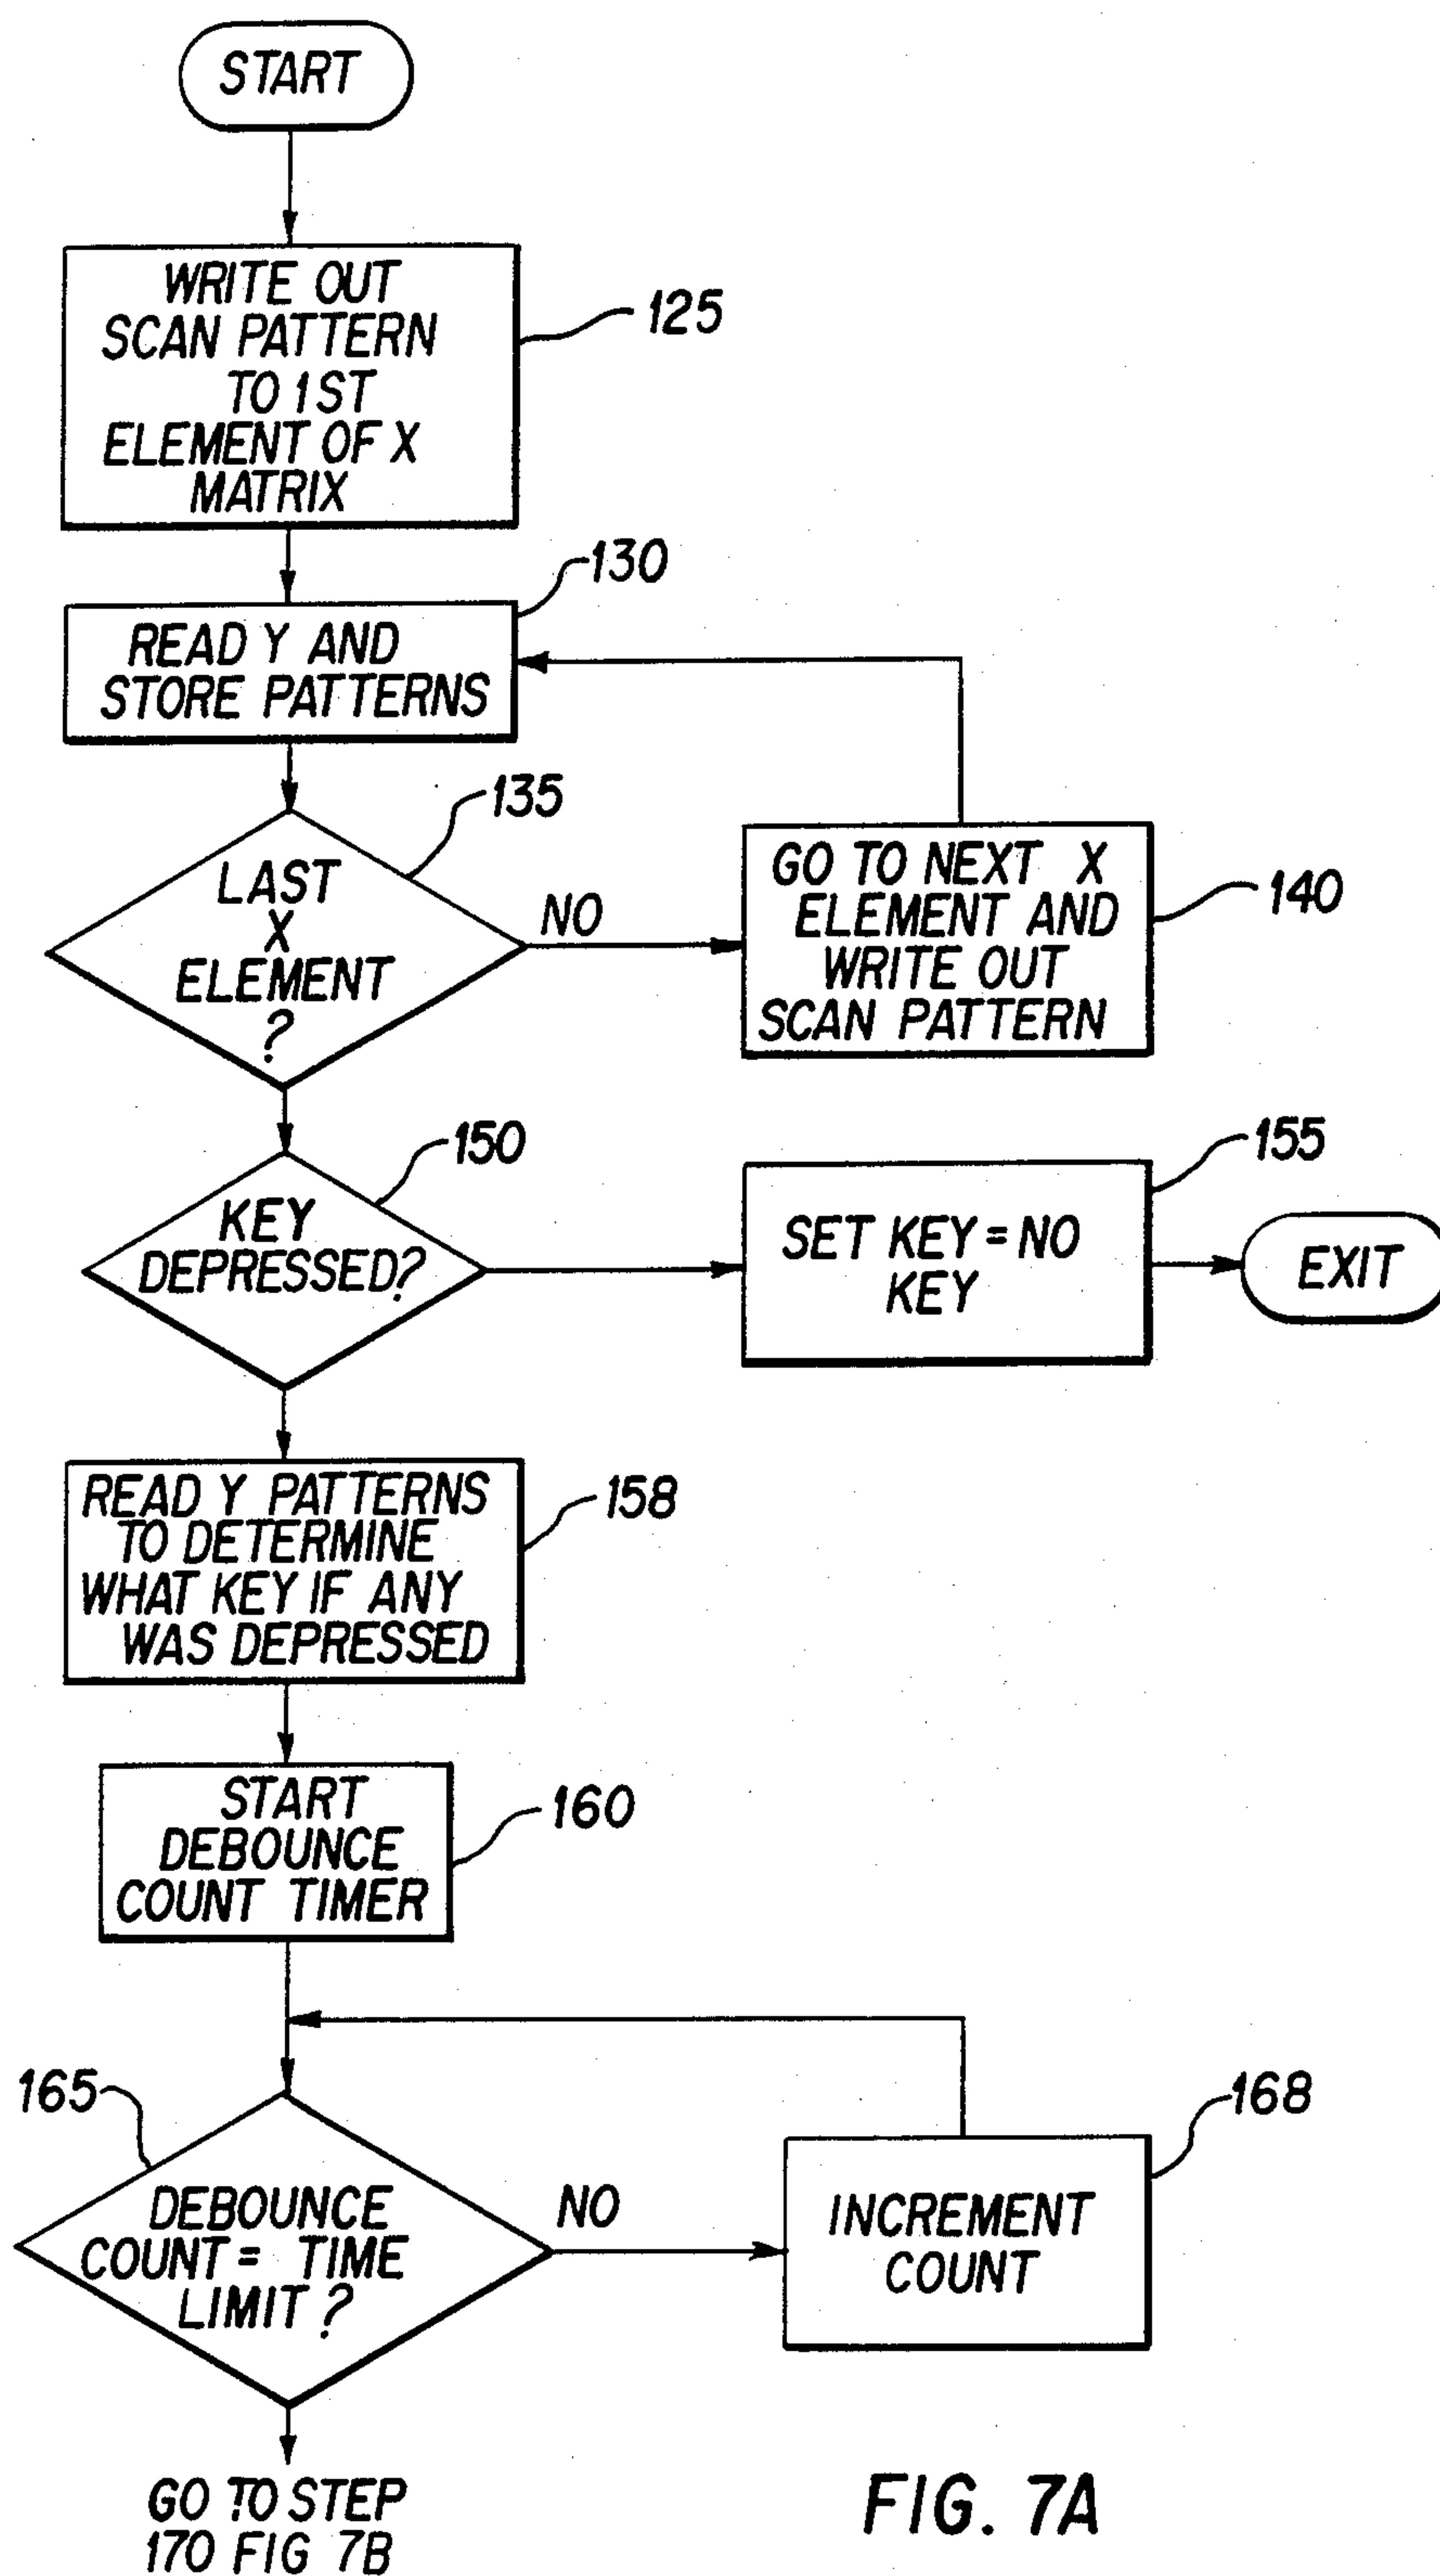 START
WRITE OUT
SCAN PATTERN
TO 1ST
ELEMENT OF X
MATRIX
125
130
READ Y AND
STORE PATTERNS
135
LAST
X
ELEMENT
?
NO
GO TO NEXT X
ELEMENT AND
WRITE OUT
SCAN PATTERN
140
150
KEY
DEPRESSED?
155
SET KEY = NO
KEY
EXIT
READ Y PATTERNS
TO DETERMINE
WHAT KEY IF ANY
WAS DEPRESSED
158
START
DEBOUNCE
COUNT TIMER
160
165
DEBOUNCE
COUNT = TIME
LIMIT?
NO
168
INCREMENT
COUNT
GO TO STEP
170 FIG 7B
FIG. 7A